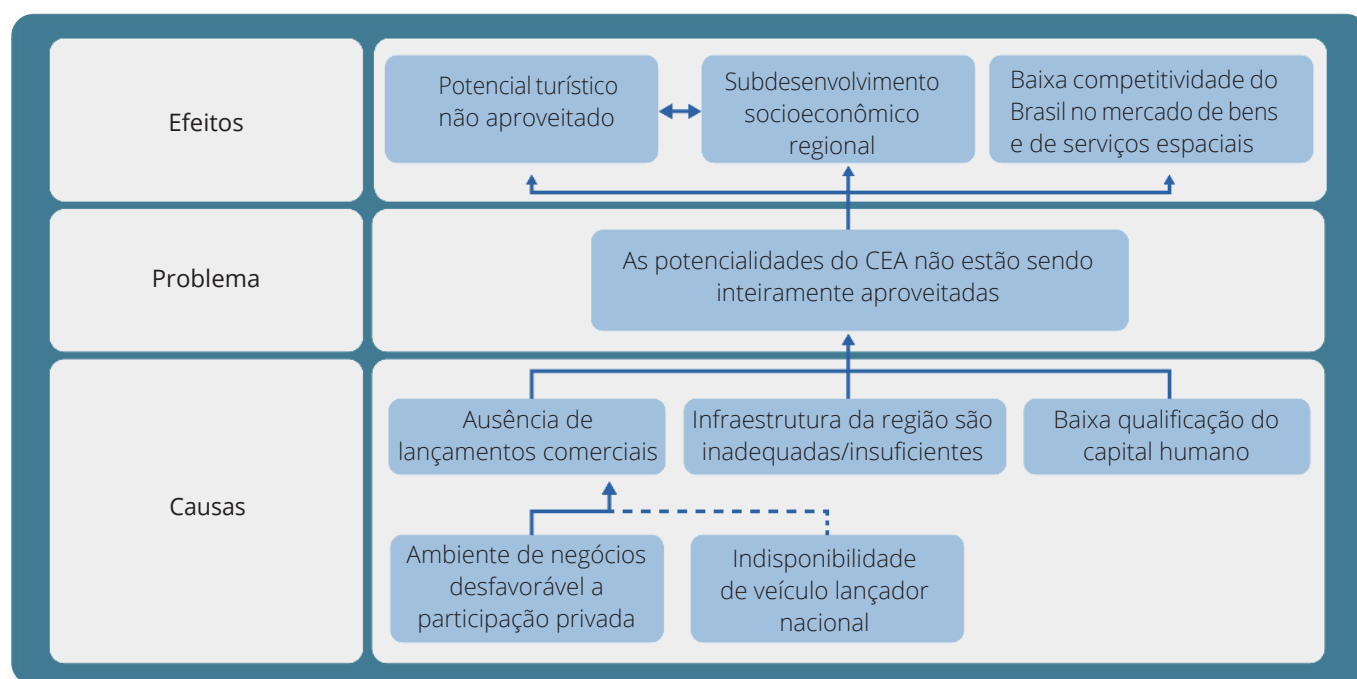 Efeitos
Potencial turístico
não aproveitado
Subdesenvolvimento
socioeconômico
regional
Baixa competitividade do
Brasil no mercado de bens
e de serviços espaciais
Problema
As potencialidades do CEA não estão sendo
inteiramente aproveitadas
Causas
Ausência de
lançamentos comerciais
Infraestrutura da região são
inadequadas/insuficientes
Baixa qualificação do
capital humano
Ambiente de negócios
desfavorável a
participação privada
Indisponibilidade
de veículo lançador
nacional